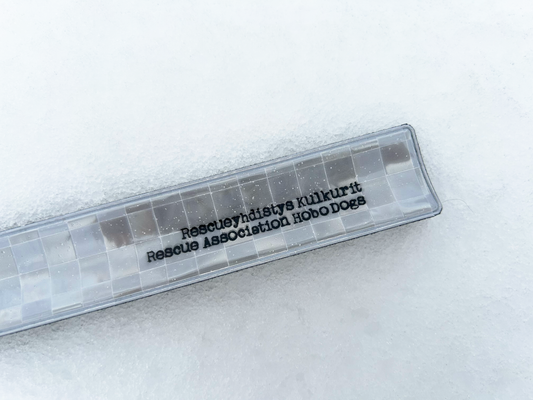 Rescueyhdistys Kulkurit
Rescue Association Hobo Dogs